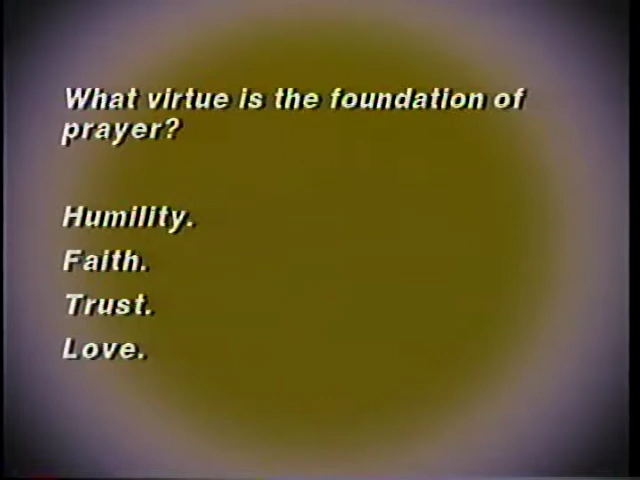 What virtue is the foundation of
prayer?
Humility.
Faith.
Trust.
Love.